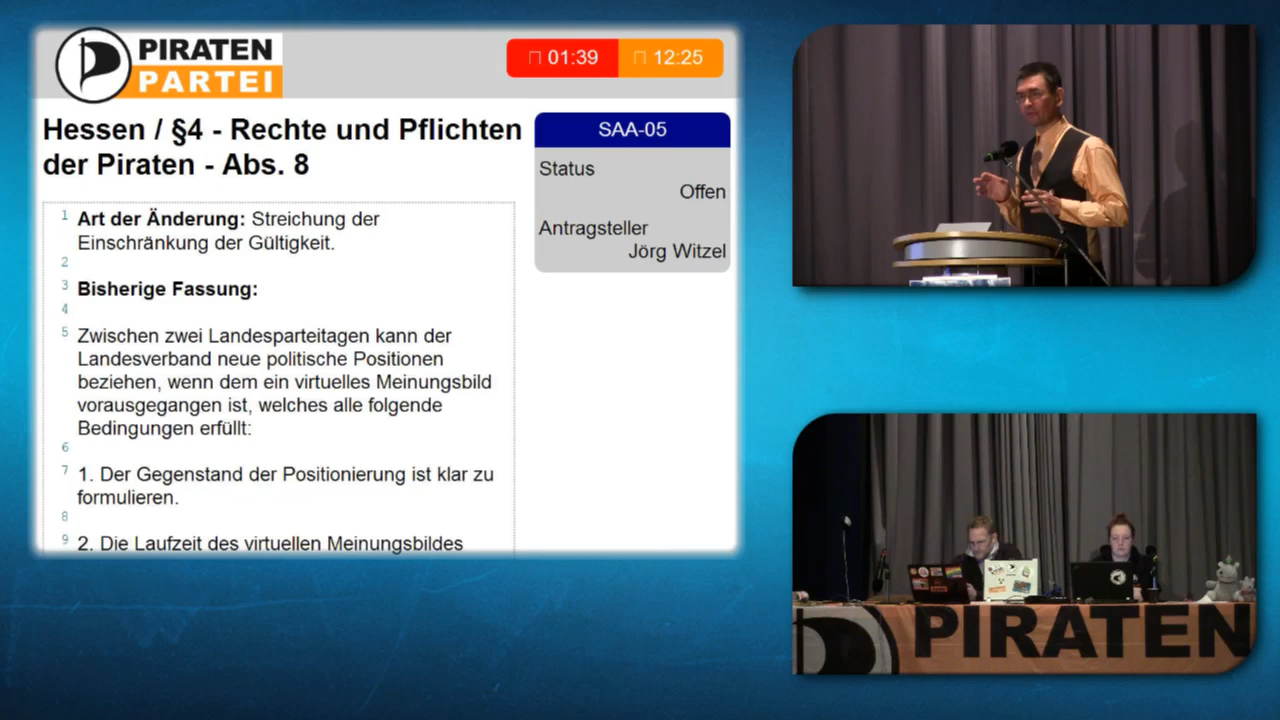 PIRATEN
PARTEI
01:39
12:25
Hessen / §4 - Rechte und Pflichten
der Piraten - Abs. 8
SAA-05
Status
Offen
Antragsteller
Jörg Witzel
1 Art der Änderung: Streichung der
Einschränkung der Gültigkeit.
2
3 Bisherige Fassung:
4
5 Zwischen zwei Landesparteitagen kann der
Landesverband neue politische Positionen
beziehen, wenn dem ein virtuelles Meinungsbild
vorausgegangen ist, welches alle folgende
Bedingungen erfüllt:
6
7 1. Der Gegenstand der Positionierung ist klar zu
formulieren.
8
9 2. Die Laufzeit des virtuellen Meinungsbildes
PIRATEN